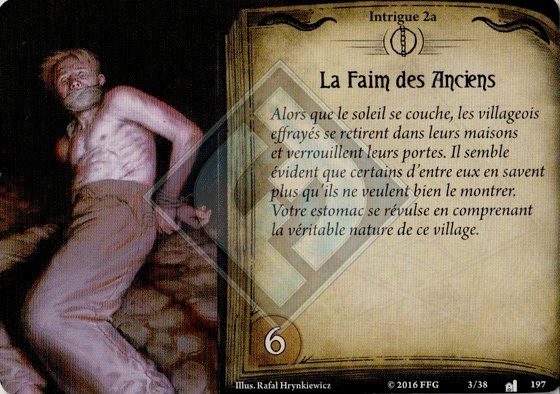 Intrigue 2a
La Faim des Anciens
Alors que le soleil se couche, les villageois
effrayés se retirent dans leurs maisons
et verrouillent leurs portes. Il semble
évident que certains d'entre eux en savent
plus qu'ils ne veulent bien le montrer.
Votre estomac se révulse en comprenant
la véritable nature de ce village.
6
Illus. Rafał Hrynkiewicz
© 2016 FFG
3/38
197